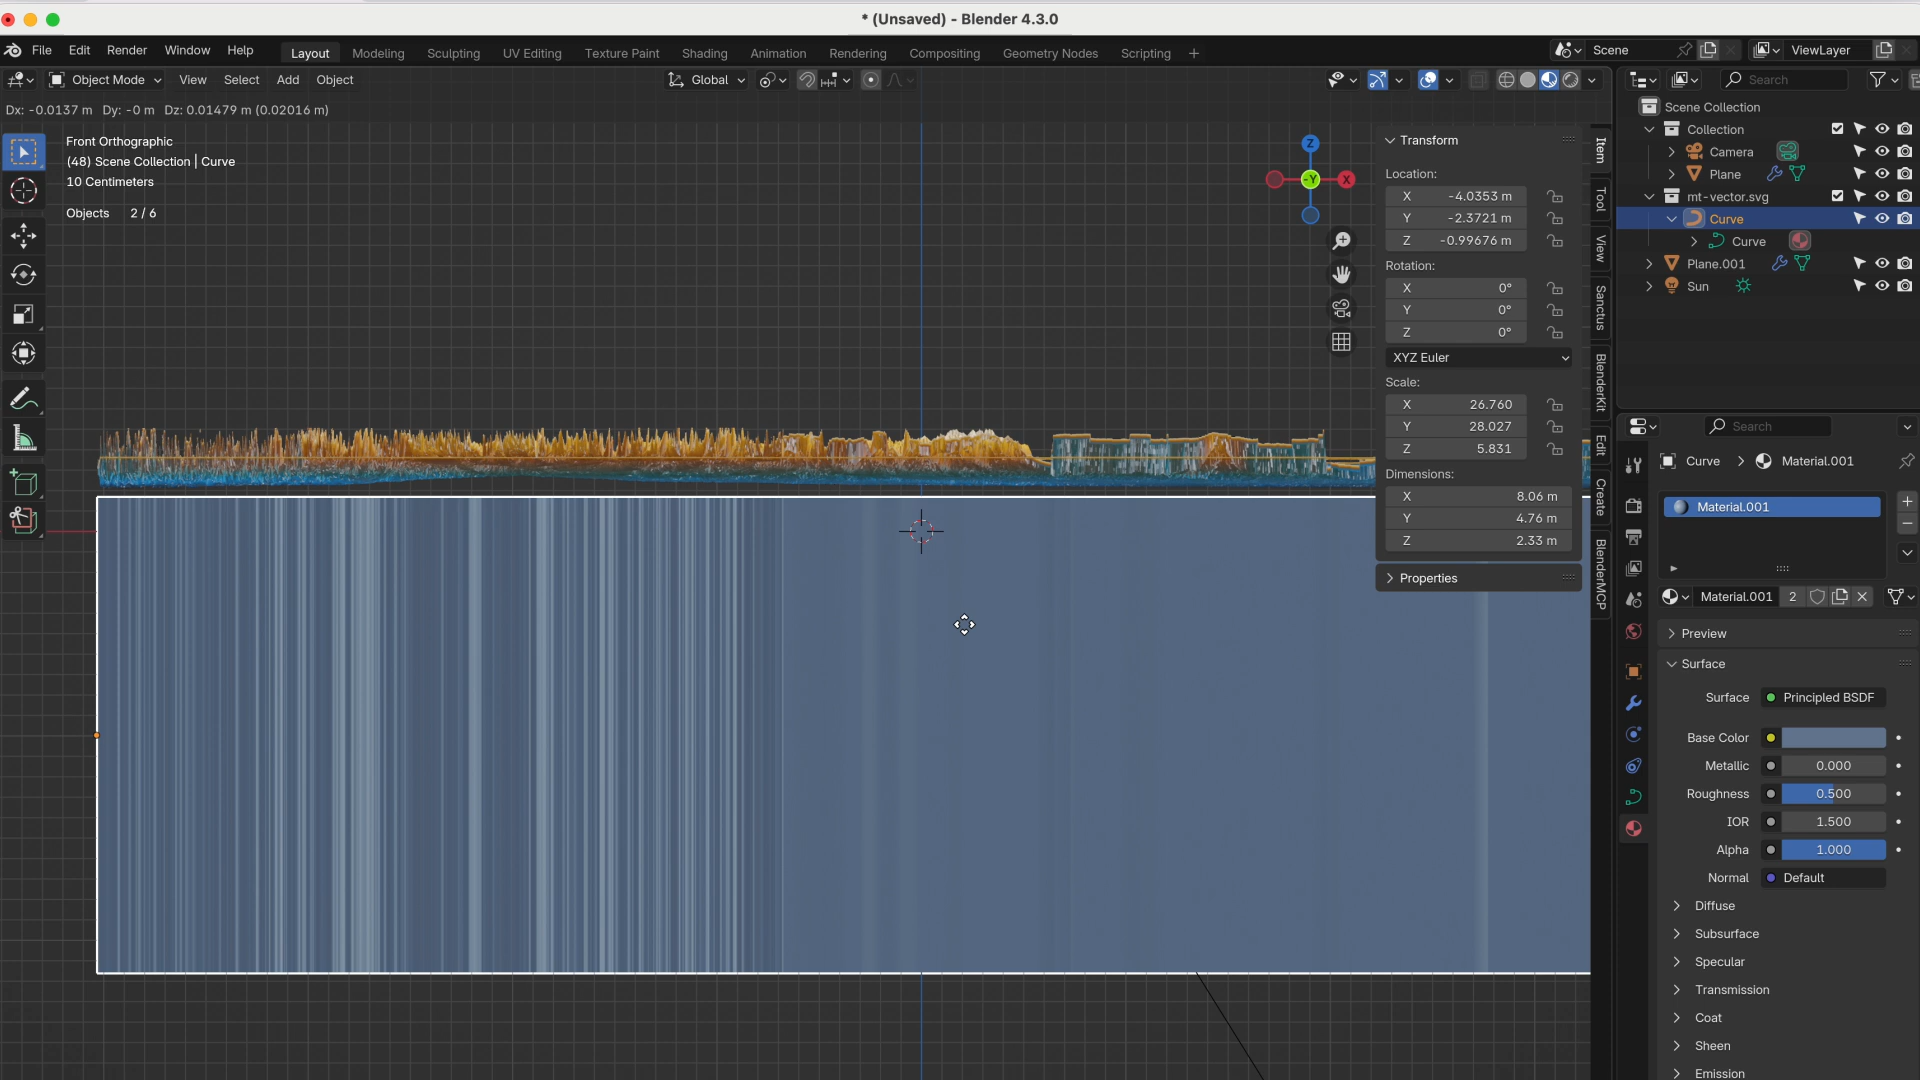 * (Unsaved) - Blender 4.3.0
File Edit Render Window Help Layout Modeling Sculpting UV Editing Texture Paint Shading Animation Rendering Compositing Geometry Nodes Scripting + Scene ViewLayer
Object Mode View Select Add Object Global Search
Dx: -0.0137 m Dy: -0 m Dz: 0.01479 m (0.02016 m)
Front Orthographic
(48) Scene Collection | Curve
10 Centimeters
Objects 2 / 6
Z
-Y
X
Transform
Location:
X -4.0353 m
Y -2.3721 m
Z -0.99676 m
Rotation:
X 0°
Y 0°
Z 0°
XYZ Euler
Scale:
X 26.760
Y 28.027
Z 5.831
Dimensions:
X 8.06 m
Y 4.76 m
Z 2.33 m
Properties
Item
Tool
View
Sanctus
BlenderKit
Edit
Create
BlenderMCP
Scene Collection
Collection
Camera
Plane
mt-vector.svg
Curve
Curve
Plane.001
Sun
Search
Curve Material.001
Material.001
Material.001 2
Preview
Surface
Surface Principled BSDF
Base Color
Metallic 0.000
Roughness 0.500
IOR 1.500
Alpha 1.000
Normal Default
Diffuse
Subsurface
Specular
Transmission
Coat
Sheen
Emission